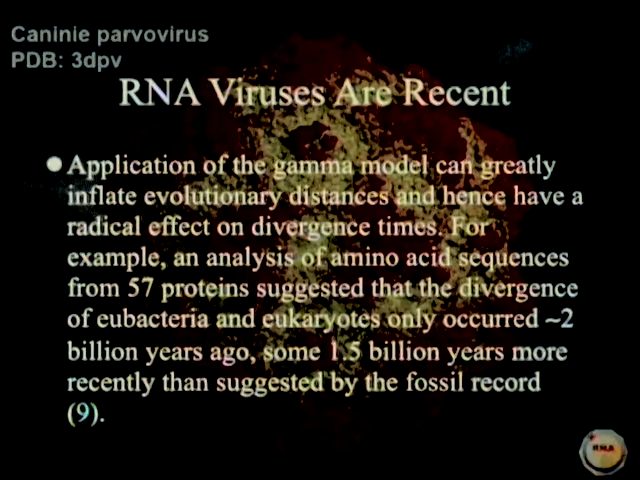 Caninie parvovirus
PDB: 3dpv
RNA Viruses Are Recent
Application of the gamma model can greatly
inflate evolutionary distances and hence have a
radical effect on divergence times. For
example, an analysis of amino acid sequences
from 57 proteins suggested that the divergence
of eubacteria and eukaryotes only occurred ~2
billion years ago, some 1.5 billion years more
recently than suggested by the fossil record
(9).
RNA